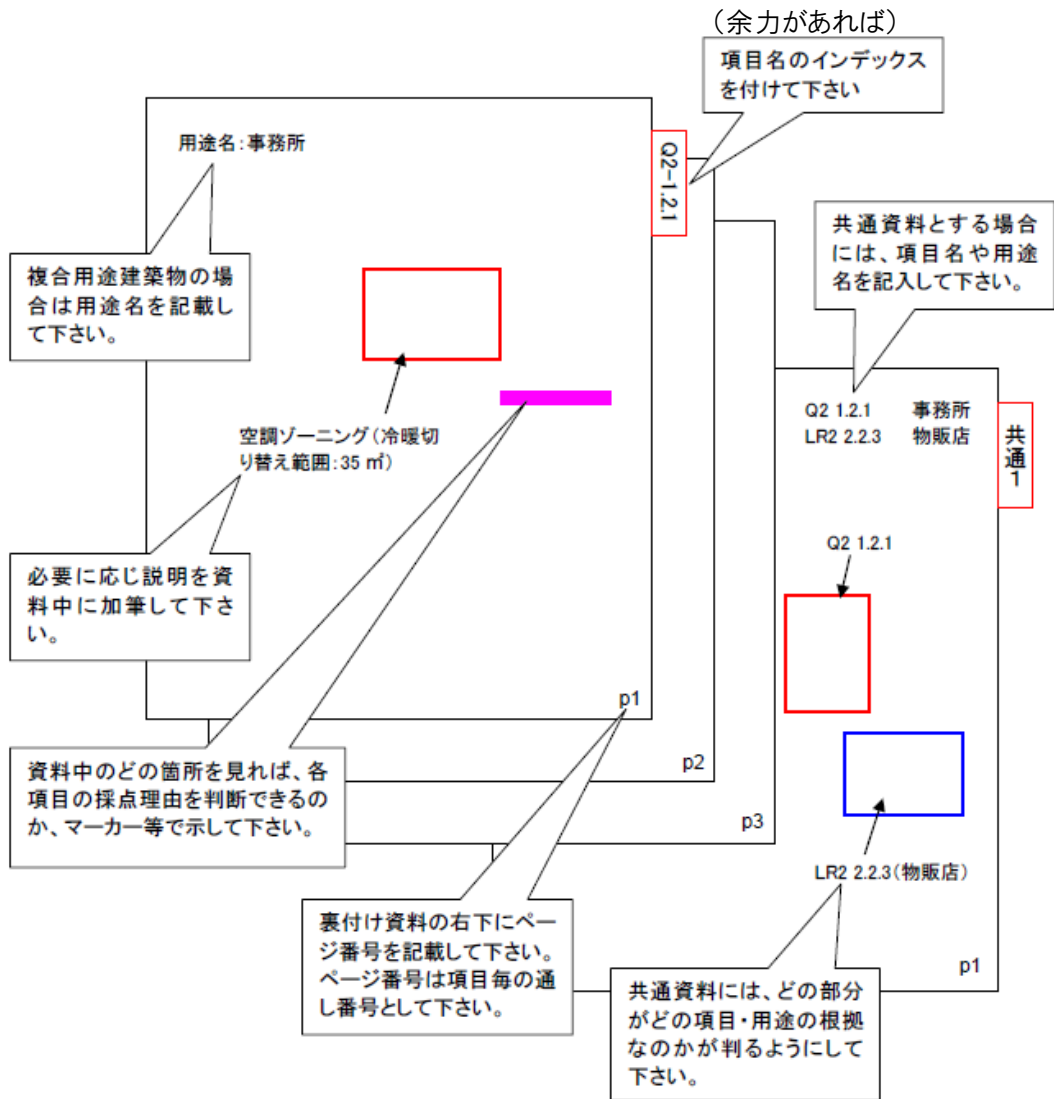 （余力があれば）
項目名のインデックス
を付けて下さい
用途名：事務所
Q2-1.2.1
複合用途建築物の場
合は用途名を記載し
て下さい。
共通資料とする場合
には、項目名や用途
名を記入して下さい。
Q2 1.2.1 事務所
LR2 2.2.3 物販店
共通1
空調ゾーニング（冷暖切
り替え範囲：35 ㎡）
Q2 1.2.1
必要に応じ説明を資
料中に加筆して下さ
い。
p1
資料中のどの箇所を見れば、各
項目の採点理由を判断できるの
か、マーカー等で示して下さい。
p2
p3
LR2 2.2.3（物販店）
裏付け資料の右下にペー
ジ番号を記載して下さい。
ページ番号は項目毎の通
し番号として下さい。
p1
共通資料には、どの部分
がどの項目・用途の根拠
なのかが判るようにして
下さい。